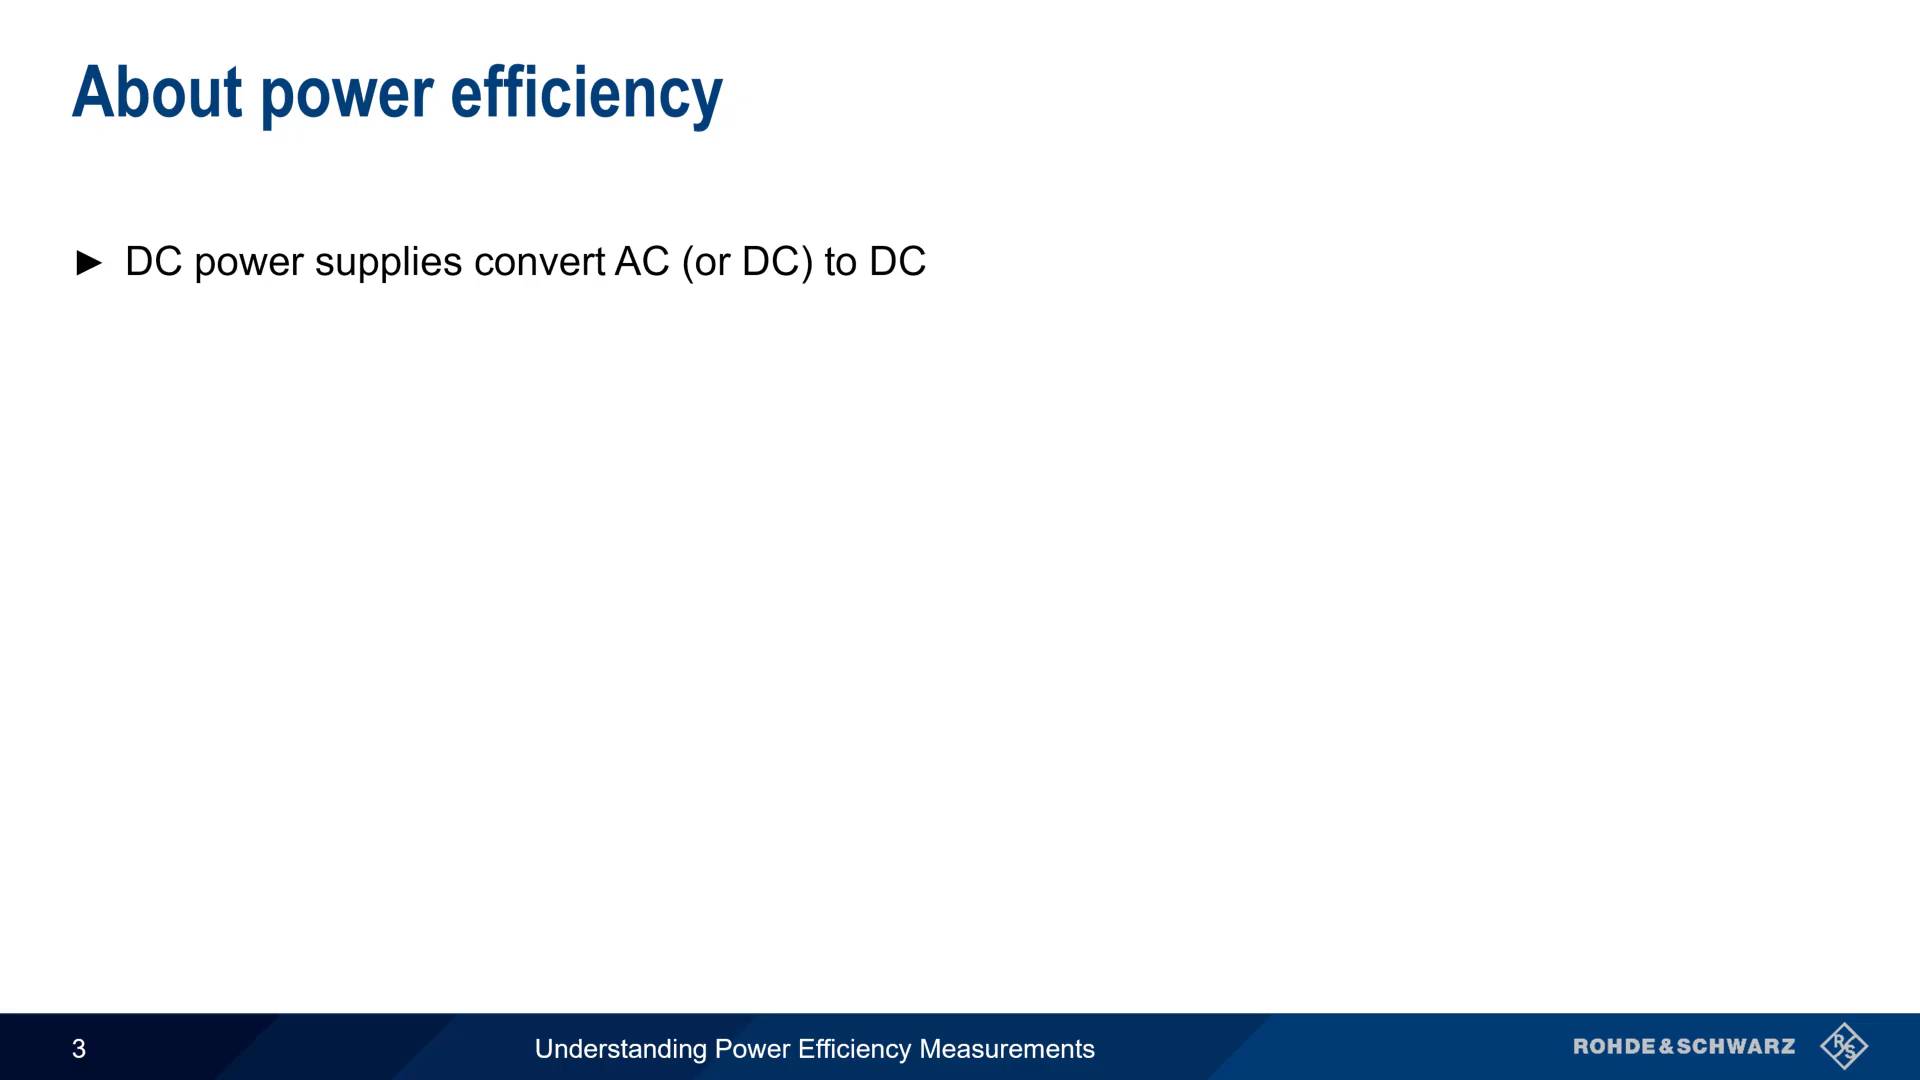 About power efficiency
► DC power supplies convert AC (or DC) to DC
3
Understanding Power Efficiency Measurements
ROHDE&SCHWARZ
R&S